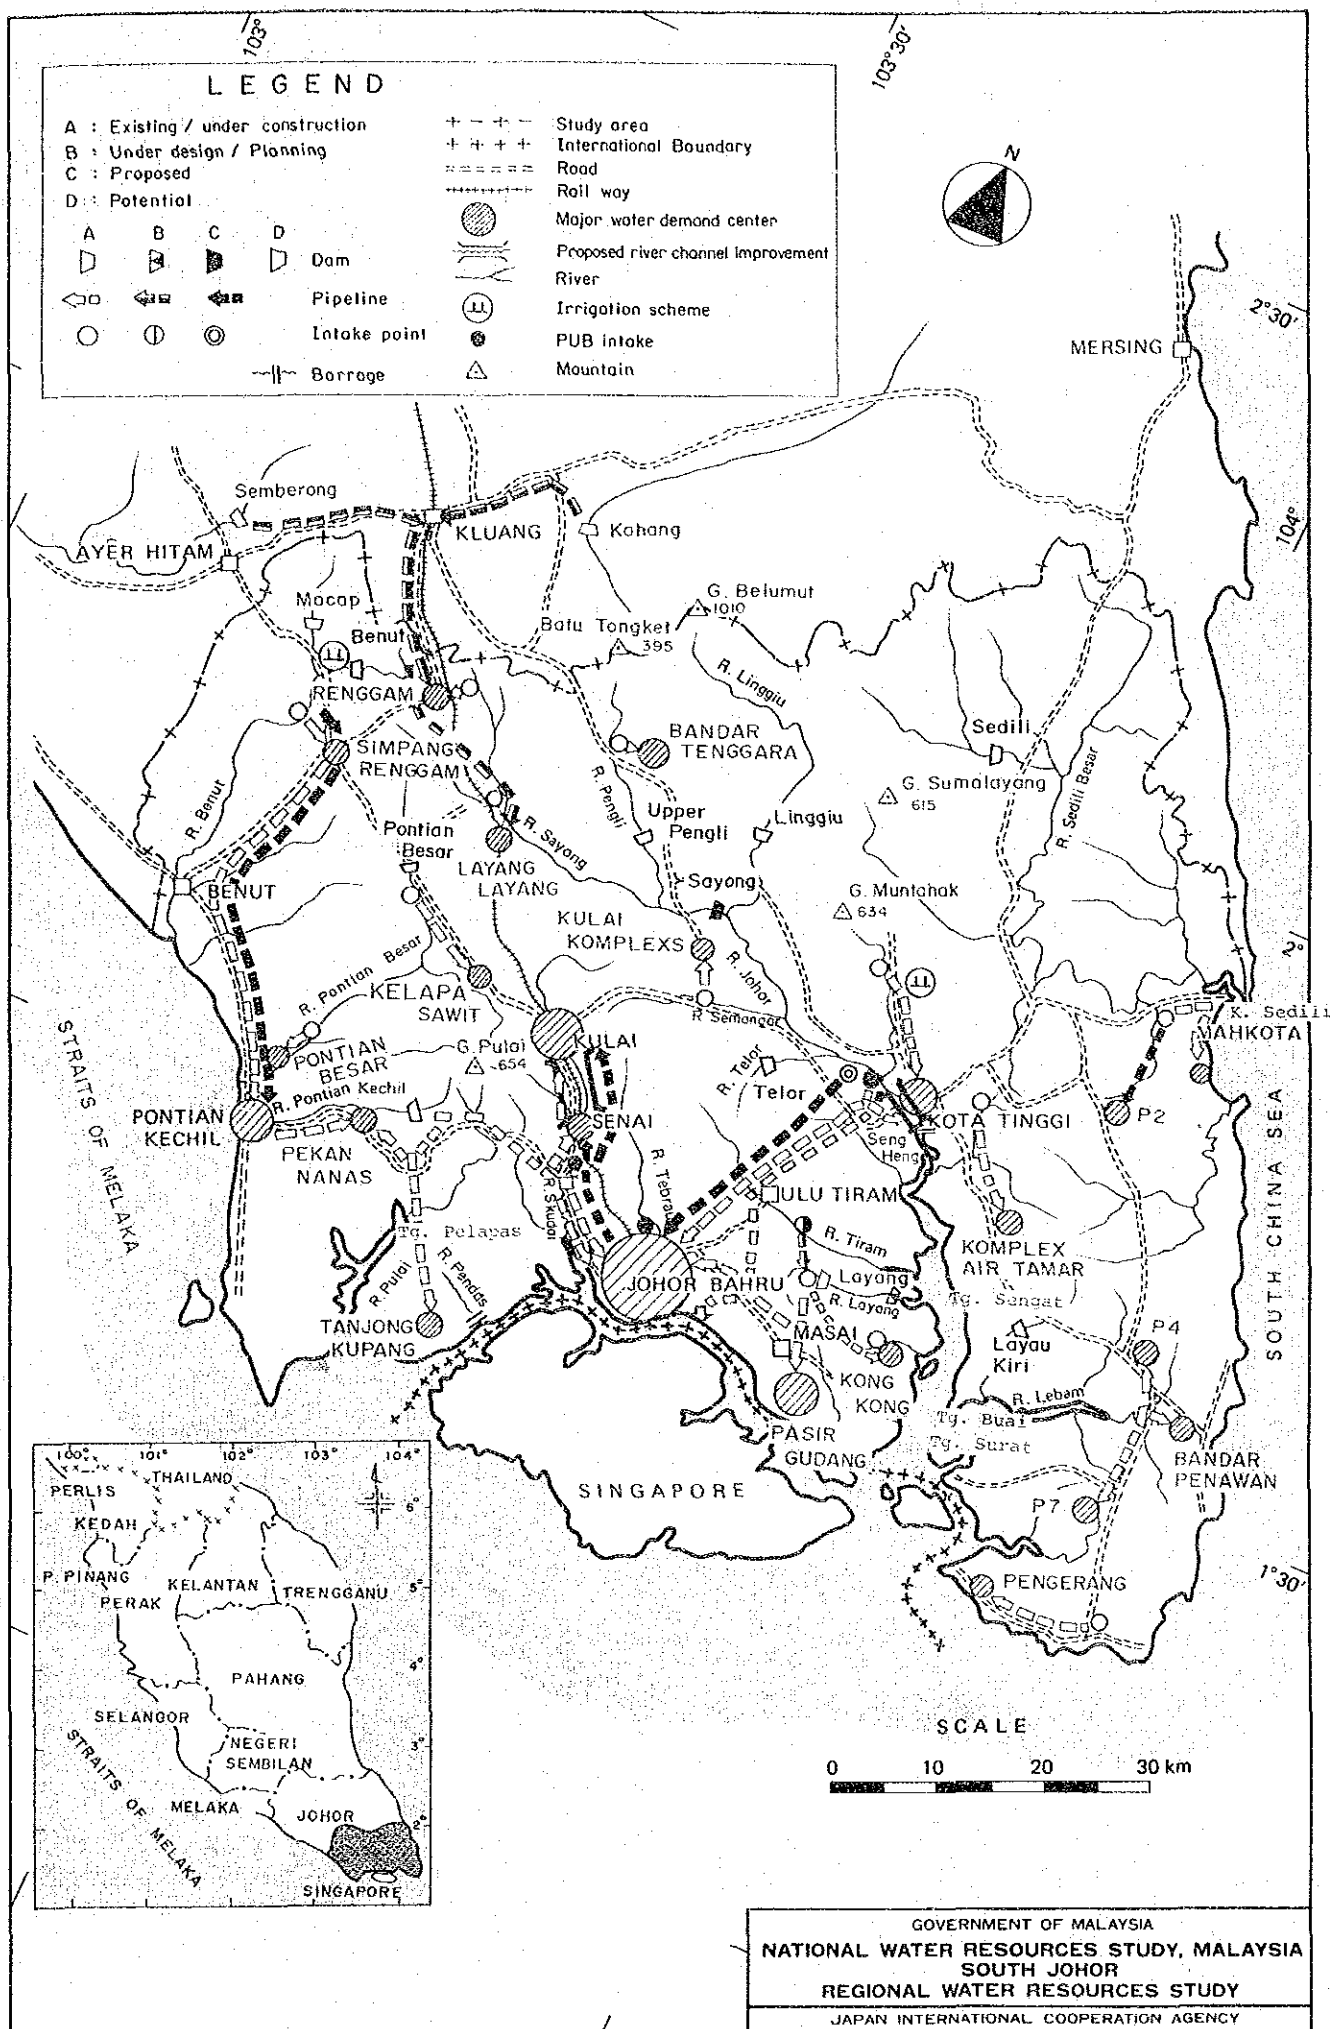 103°
103°30'
LEGEND
A : Existing / under construction
B : Under design / Planning
C : Proposed
D : Potential
A B C D
Dam
Pipeline
Intake point
Barrage
Study area
International Boundary
Road
Rail way
Major water demand center
Proposed river channel improvement
River
Irrigation scheme
PUB intake
Mountain
N
2°30'
MERSING
Semberong
AYER HITAM
KLUANG
Kahang
104°
Macap
Benut
G. Belumut
1010
Batu Tongket
395
R. Linggiu
RENGGAM
SIMPANG
RENGGAM
BANDAR
TENGGARA
Sedili
G. Sumalayang
615
R. Sedili Besar
R. Benut
R. Pengli
Upper
Pengli
Linggiu
Pontian
Besar
R. Sayong
LAYANG
LAYANG
BENUT
Sayong
G. Muntahak
634
KULAI
KOMPLEXS
R. Johor
2°
R. Pontian Besar
KELAPA
SAWIT
R. Semangar
K. Sedili
MAHKOTA
STRAITS OF MELAKA
PONTIAN
BESAR
G. Pulai
654
KULAI
R. Telor
Telor
R. Pontian Kechil
PONTIAN
KECHIL
SENAI
KOTA TINGGI
P2
Seng
Heng
PEKAN
NANAS
R. Skudai
R. Tebrau
ULU TIRAM
SOUTH CHINA SEA
Tg. Pelapas
R. Tiram
KOMPLEX
AIR TAMAR
R. Pulai
R. Pendas
JOHOR BAHRU
Layang
R. Layang
Tg. Sengat
TANJONG
KUPANG
MASAI
Layau
Kiri
P4
KONG
KONG
R. Lebam
Tg. Buai
Tg. Surat
PASIR
GUDANG
BANDAR
PENAWAN
SINGAPORE
P7
PENGERANG
1°30'
100° 101° 102° 103° 104°
THAILAND
PERLIS
6°
KEDAH
P. PINANG
KELANTAN
TRENGGANU
5°
PERAK
4°
PAHANG
SELANGOR
NEGERI
SEMBILAN
3°
STRAITS OF MELAKA
MELAKA
JOHOR
2°
SINGAPORE
SCALE
0 10 20 30 km
GOVERNMENT OF MALAYSIA
NATIONAL WATER RESOURCES STUDY, MALAYSIA
SOUTH JOHOR
REGIONAL WATER RESOURCES STUDY
JAPAN INTERNATIONAL COOPERATION AGENCY